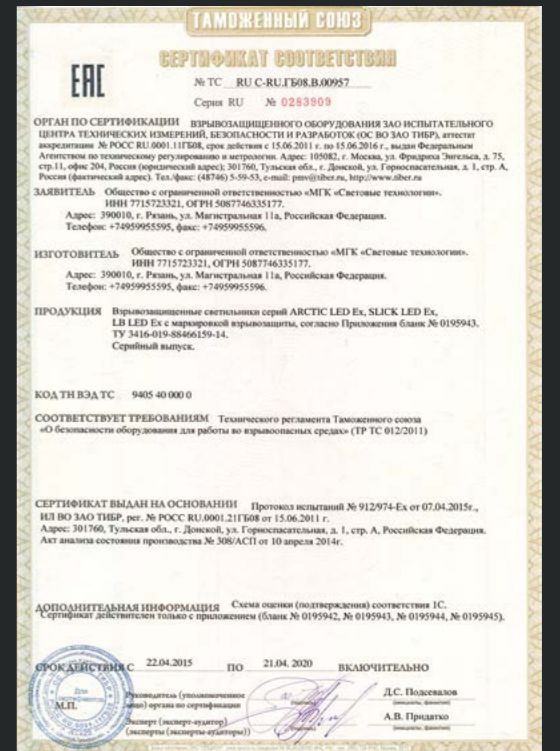 ТАМОЖЕННЫЙ СОЮЗ
СЕРТИФИКАТ СООТВЕТСТВИЯ
ЕАС
№ ТС RU C-RU.ГБ08.В.00957
Серия RU № 0283909
ОРГАН ПО СЕРТИФИКАЦИИ ВЗРЫВОЗАЩИЩЕННОГО ОБОРУДОВАНИЯ ЗАО ИСПЫТАТЕЛЬНОГО
ЦЕНТРА ТЕХНИЧЕСКИХ ИЗМЕРЕНИЙ, БЕЗОПАСНОСТИ И РАЗРАБОТОК (ОС ВО ЗАО ТИБР), аттестат
аккредитации № РОСС RU.0001.11ГБ08, срок действия с 15.06.2011 г. по 15.06.2016 г., выдан Федеральным
Агентством по техническому регулированию и метрологии. Адрес: 105082, г. Москва, ул. Фридриха Энгельса, д. 75,
стр.11, офис 204, Россия (юридический адрес); 301760, Тульская обл., г. Донской, ул. Горноспасательная, д. 1, стр. А,
Россия (фактический адрес). Тел./факс: (48746) 5-59-53, e-mail: pmv@tiber.ru, http://www.tiber.ru
ЗАЯВИТЕЛЬ Общество с ограниченной ответственностью «МГК «Световые технологии».
ИНН 7715723321, ОГРН 5087746335177.
Адрес: 390010, г. Рязань, ул. Магистральная 11а, Российская Федерация.
Телефон: +74959955595, факс: +74959955596.
ИЗГОТОВИТЕЛЬ Общество с ограниченной ответственностью «МГК «Световые технологии».
ИНН 7715723321, ОГРН 5087746335177.
Адрес: 390010, г. Рязань, ул. Магистральная 11а, Российская Федерация.
Телефон: +74959955595, факс: +74959955596.
ПРОДУКЦИЯ Взрывозащищенные светильники серий ARCTIC LED Ex, SLICK LED Ex,
LB LED Ex с маркировкой взрывозащиты, согласно Приложения бланк № 0195943.
ТУ 3416-019-88466159-14.
Серийный выпуск.
КОД ТН ВЭД ТС 9405 40 000 0
СООТВЕТСТВУЕТ ТРЕБОВАНИЯМ Технического регламента Таможенного союза
«О безопасности оборудования для работы во взрывоопасных средах» (ТР ТС 012/2011)
СЕРТИФИКАТ ВЫДАН НА ОСНОВАНИИ Протокол испытаний № 912/974-Ex от 07.04.2015г.,
ИЛ ВО ЗАО ТИБР, рег. № РОСС RU.0001.21ГБ08 от 15.06.2011 г.
Адрес: 301760, Тульская обл., г. Донской, ул. Горноспасательная, д. 1, стр. А, Российская Федерация.
Акт анализа состояния производства № 308/АСП от 10 апреля 2014г.
ДОПОЛНИТЕЛЬНАЯ ИНФОРМАЦИЯ Схема оценки (подтверждения) соответствия 1С.
Сертификат действителен только с приложением (бланк № 0195942, № 0195943, № 0195944, № 0195945).
СРОК ДЕЙСТВИЯ С 22.04.2015 ПО 21.04. 2020 ВКЛЮЧИТЕЛЬНО
Для
М.П.
Руководитель (уполномоченное
лицо) органа по сертификации
Д.С. Подсевалов
Эксперт (эксперт-аудитор)
(эксперты (эксперты-аудиторы))
А.В. Придатко